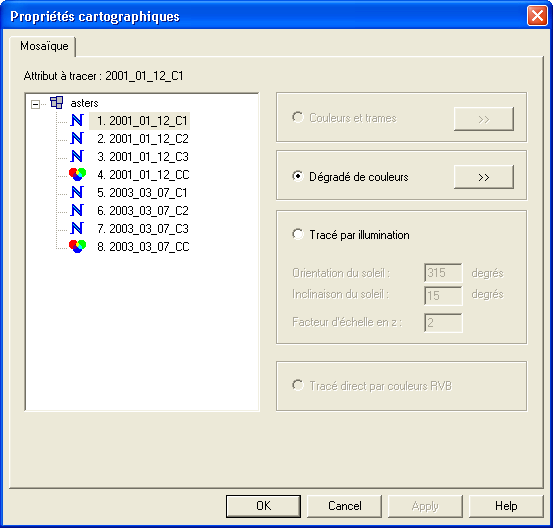 Propriétés cartographiques
Mosaïque
Attribut à tracer : 2001_01_12_C1
asters
1. 2001_01_12_C1
2. 2001_01_12_C2
3. 2001_01_12_C3
4. 2001_01_12_CC
5. 2003_03_07_C1
6. 2003_03_07_C2
7. 2003_03_07_C3
8. 2003_03_07_CC
Couleurs et trames >>
Dégradé de couleurs >>
Tracé par illumination
Orientation du soleil : 315 degrés
Inclinaison du soleil : 15 degrés
Facteur d'échelle en z : 2
Tracé direct par couleurs RVB
OK Cancel Apply Help